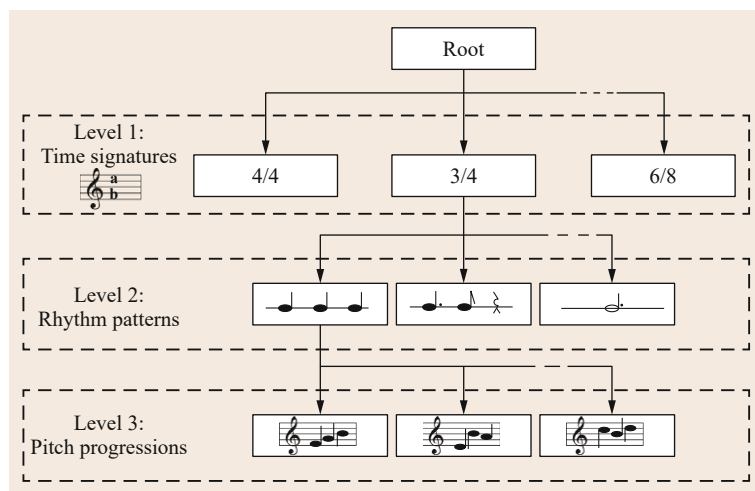 Root
Level 1:
Time signatures
a
b
4/4
3/4
6/8
Level 2:
Rhythm patterns
Level 3:
Pitch progressions